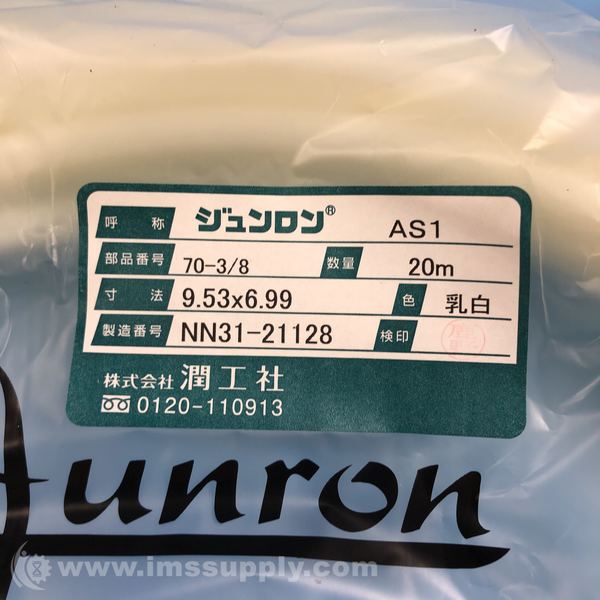 呼称 ジュンロン® AS1
部品番号 70-3/8 数量 20m
寸法 9.53x6.99 色 乳白
製造番号 NN31-21128 検印
株式会社 潤工社
0120-110913
Junron
www.imssupply.com